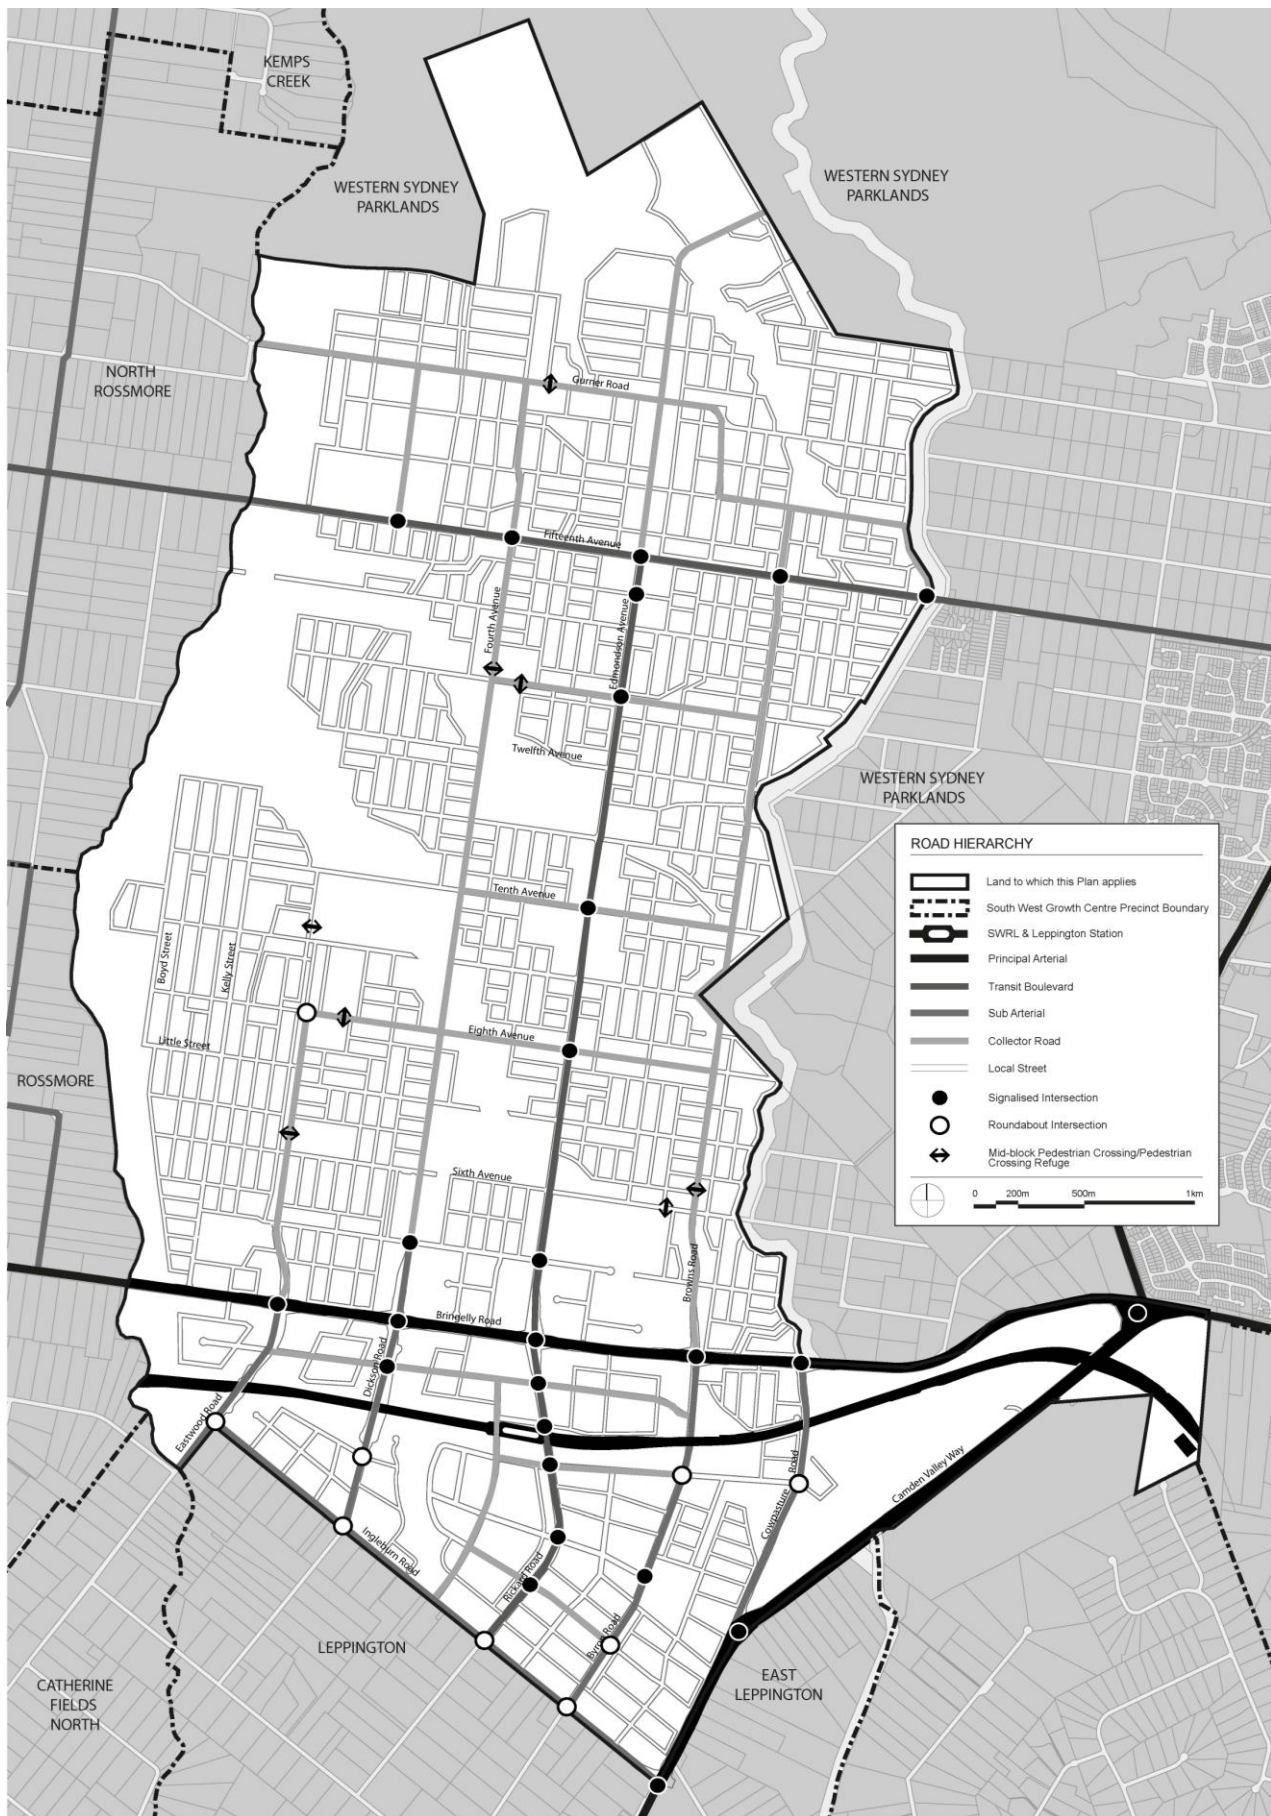 KEMPS
CREEK
WESTERN SYDNEY
PARKLANDS
WESTERN SYDNEY
PARKLANDS
NORTH
ROSSMORE
Gurner Road
Fifteenth Avenue
Fourth Avenue
Edmondson Avenue
Twelfth Avenue
WESTERN SYDNEY
PARKLANDS
Tenth Avenue
Boyd Street
Kelly Street
Eighth Avenue
Little Street
ROSSMORE
Sixth Avenue
Browns Road
Bringelly Road
Dickson Road
Eastwood Road
Ingleburn Road
Rickard Road
Byron Road
Cowpasture Road
Camden Valley Way
LEPPINGTON
EAST
LEPPINGTON
CATHERINE
FIELDS
NORTH
ROAD HIERARCHY
Land to which this Plan applies
South West Growth Centre Precinct Boundary
SWRL & Leppington Station
Principal Arterial
Transit Boulevard
Sub Arterial
Collector Road
Local Street
Signalised Intersection
Roundabout Intersection
Mid-block Pedestrian Crossing/Pedestrian
Crossing Refuge
0 200m 500m 1km